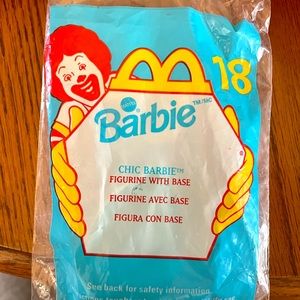 18
MATTEL
Barbie
TM/MC
CHIC BARBIE™
FIGURINE WITH BASE
FIGURINE AVEC BASE
FIGURA CON BASE
See back for safety information